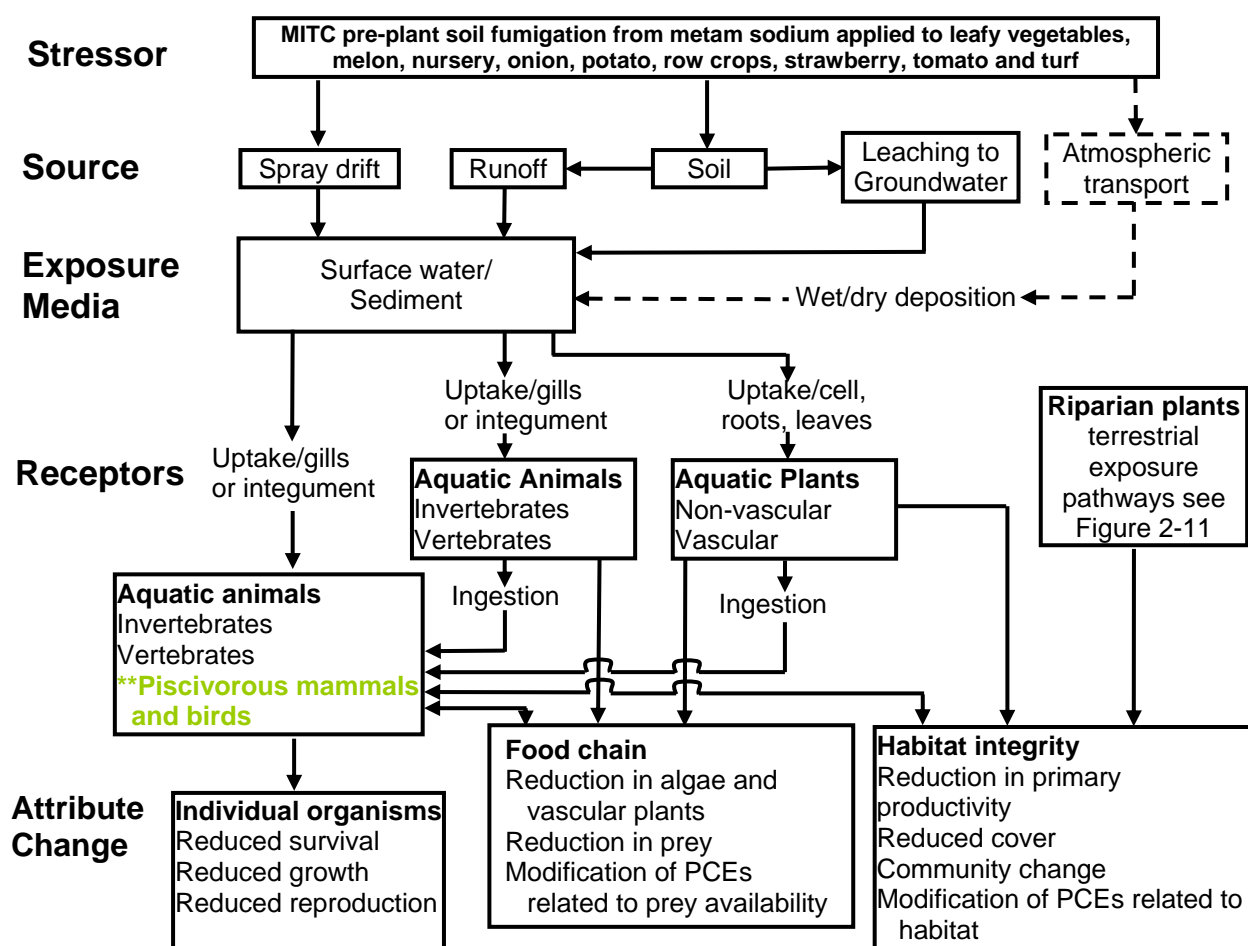 Stressor
MITC pre-plant soil fumigation from metam sodium applied to leafy vegetables,
melon, nursery, onion, potato, row crops, strawberry, tomato and turf
Source
Spray drift
Runoff
Soil
Leaching to
Groundwater
Atmospheric
transport
Exposure
Media
Surface water/
Sediment
Wet/dry deposition
Receptors
Uptake/gills
or integument
Uptake/gills
or integument
Uptake/cell,
roots, leaves
Riparian plants
terrestrial
exposure
pathways see
Figure 2-11
Aquatic Animals
Invertebrates
Vertebrates
Aquatic Plants
Non-vascular
Vascular
Ingestion
Ingestion
Aquatic animals
Invertebrates
Vertebrates
**Piscivorous mammals
and birds
Attribute
Change
Individual organisms
Reduced survival
Reduced growth
Reduced reproduction
Food chain
Reduction in algae and
vascular plants
Reduction in prey
Modification of PCEs
related to prey availability
Habitat integrity
Reduction in primary
productivity
Reduced cover
Community change
Modification of PCEs related to
habitat